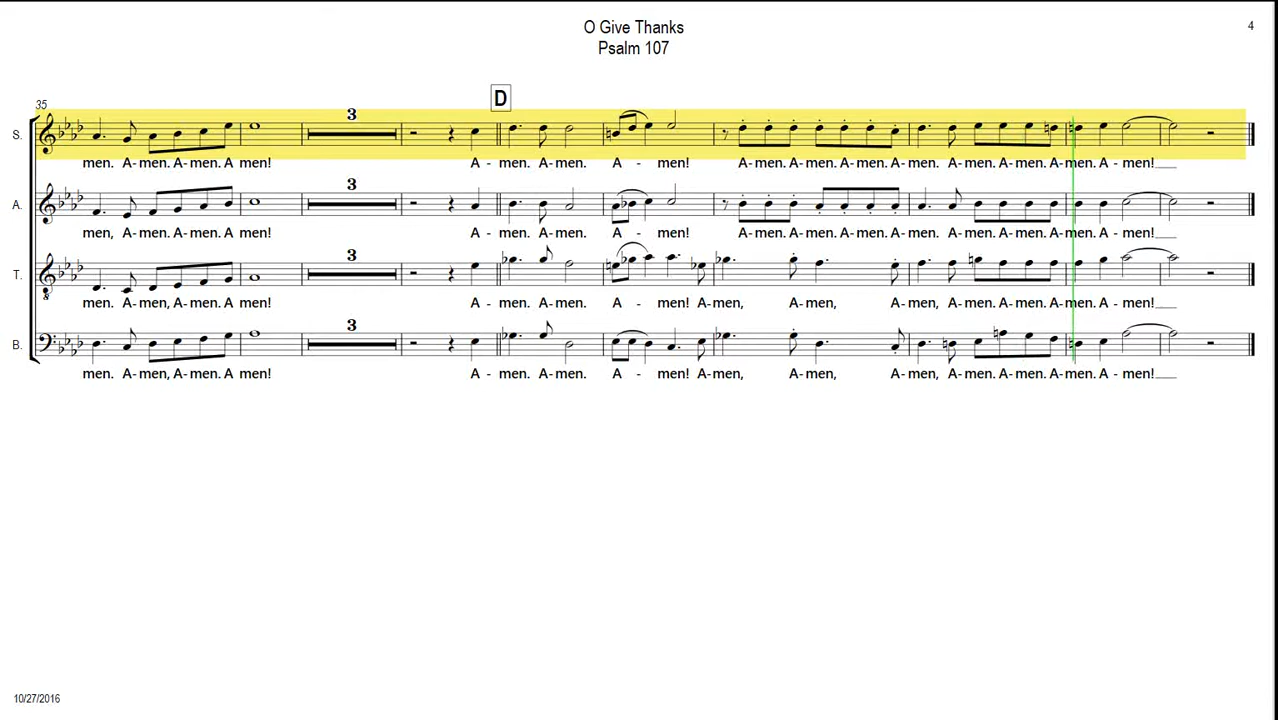 O Give Thanks
Psalm 107
4
D
35
3
S.
men. A-men. A-men. A men! A-men. A-men. A - men! A-men. A-men. A-men. A-men. A-men. A-men. A-men. A-men. A - men!
3
A.
men, A-men. A-men. A men! A-men. A-men. A - men! A-men. A-men. A-men. A-men. A-men. A-men. A-men. A-men. A - men!
3
T.
8
men. A-men, A-men. A men! A-men. A-men. A - men! A-men, A-men, A-men, A-men. A-men. A-men. A - men!
3
B.
men. A-men, A-men. A men! A-men. A-men. A - men! A-men, A-men, A-men, A-men. A-men. A-men. A - men!
10/27/2016